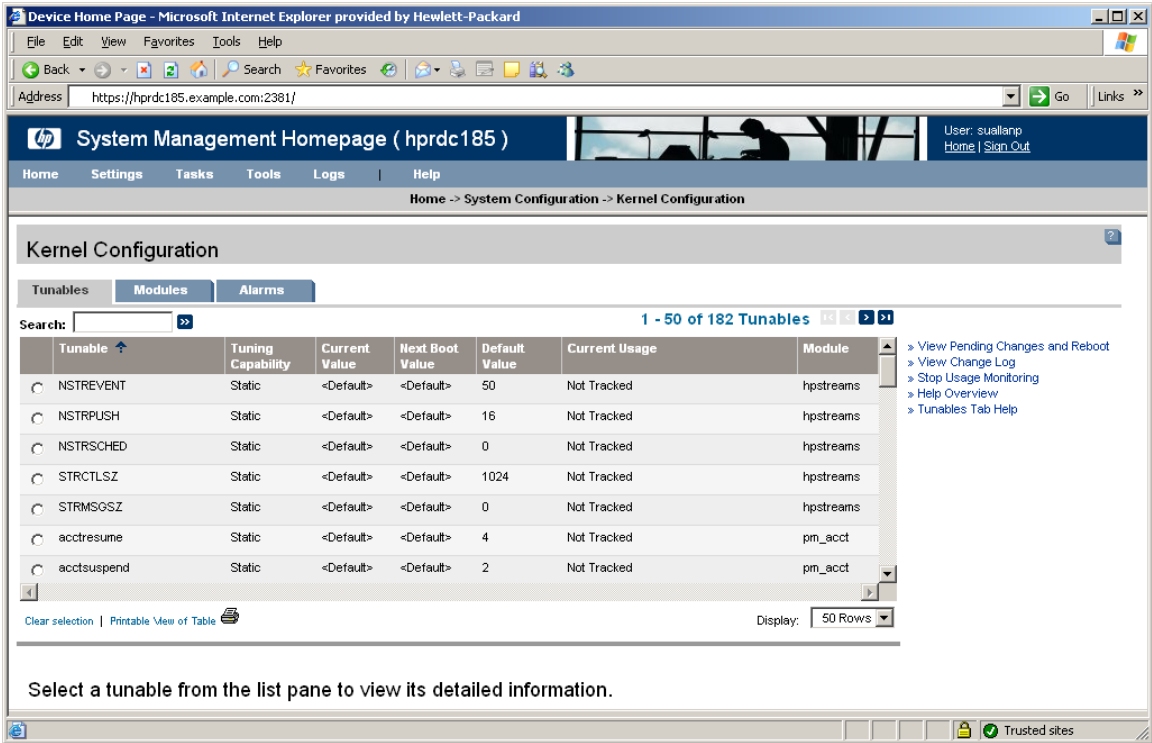 Device Home Page - Microsoft Internet Explorer provided by Hewlett-Packard
File Edit View Favorites Tools Help
Back Search Favorites
Address https://hprdc185.example.com:2381/ Go Links »
hp System Management Homepage ( hprdc185 ) User: suallanp
Home | Sign Out
Home Settings Tasks Tools Logs | Help
Home -> System Configuration -> Kernel Configuration
Kernel Configuration ?
Tunables Modules Alarms
Search: » 1 - 50 of 182 Tunables
Tunable Tuning Capability Current Value Next Boot Value Default Value Current Usage Module
NSTREVENT Static <Default> <Default> 50 Not Tracked hpstreams
NSTRPUSH Static <Default> <Default> 16 Not Tracked hpstreams
NSTRSCHED Static <Default> <Default> 0 Not Tracked hpstreams
STRCTLSZ Static <Default> <Default> 1024 Not Tracked hpstreams
STRMSGSZ Static <Default> <Default> 0 Not Tracked hpstreams
acctresume Static <Default> <Default> 4 Not Tracked pm_acct
acctsuspend Static <Default> <Default> 2 Not Tracked pm_acct
» View Pending Changes and Reboot
» View Change Log
» Stop Usage Monitoring
» Help Overview
» Tunables Tab Help
Clear selection | Printable View of Table Display: 50 Rows
Select a tunable from the list pane to view its detailed information.
Trusted sites